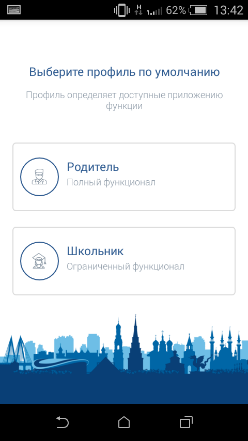 62% 13:42
Выберите профиль по умолчанию
Профиль определяет доступные приложению
функции
Родитель
Полный функционал
Школьник
Ограниченный функционал